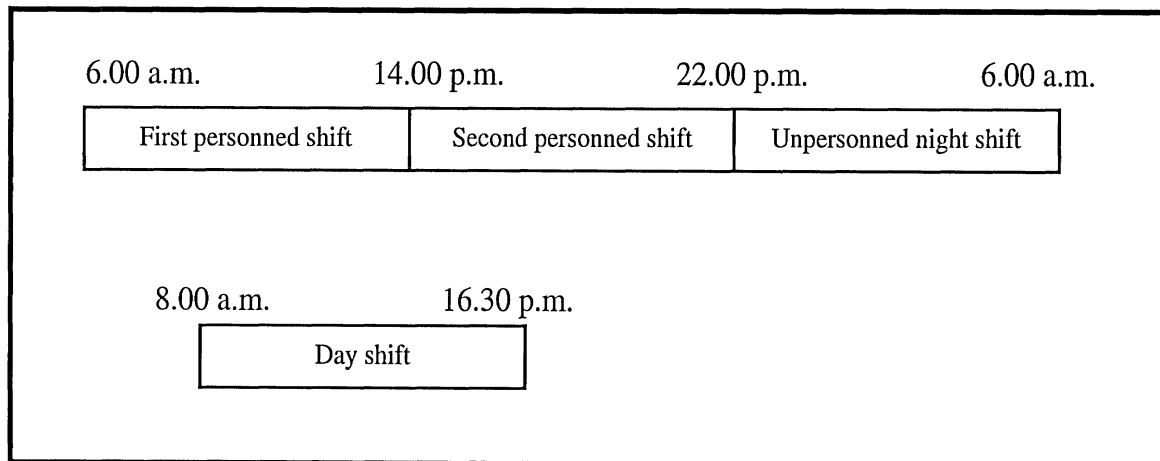 6.00 a.m. 14.00 p.m. 22.00 p.m. 6.00 a.m.
First personned shift Second personned shift Unpersonned night shift
8.00 a.m. 16.30 p.m.
Day shift